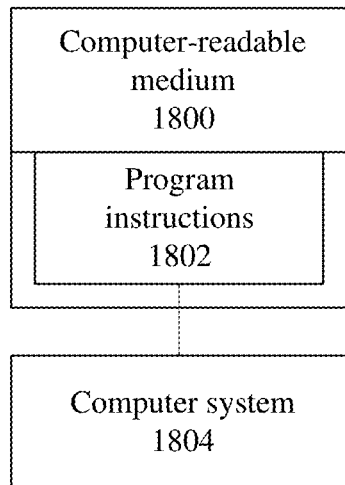 Computer-readable
medium
1800
Program
instructions
1802
Computer system
1804